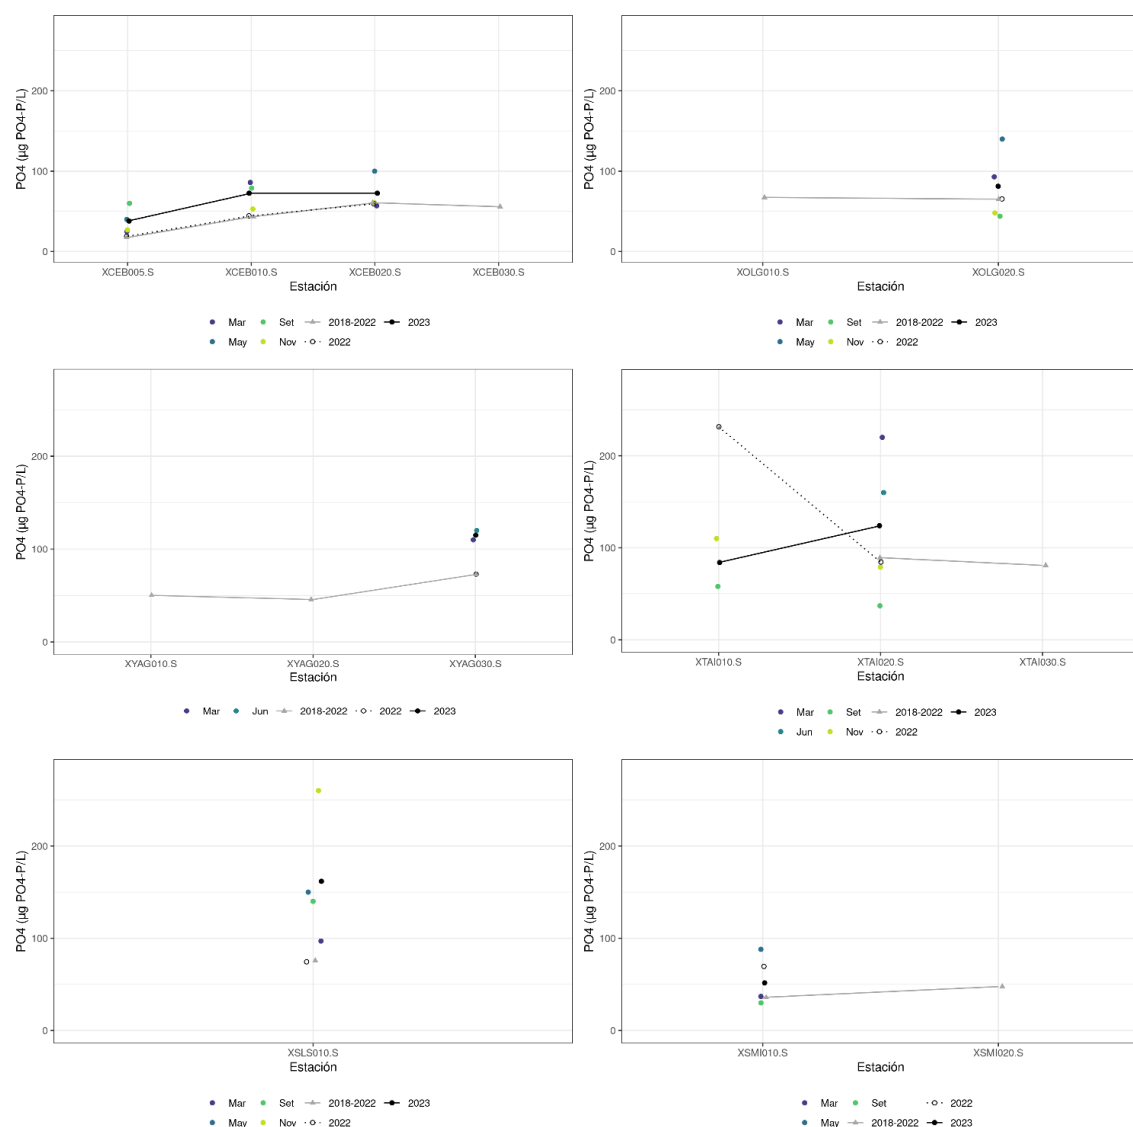 PO4 (µg PO4-P/L)
200
100
0
XCEB005.S XCEB010.S XCEB020.S XCEB030.S
Estación
Mar Set 2018-2022 2023
May Nov 2022
PO4 (µg PO4-P/L)
200
100
0
XOLG010.S XOLG020.S
Estación
Mar Set 2018-2022 2023
May Nov 2022
PO4 (µg PO4-P/L)
200
100
0
XYAG010.S XYAG020.S XYAG030.S
Estación
Mar Jun 2018-2022 2022 2023
PO4 (µg PO4-P/L)
200
100
0
XTAI010.S XTAI020.S XTAI030.S
Estación
Mar Set 2018-2022 2023
Jun Nov 2022
PO4 (µg PO4-P/L)
200
100
0
XSLS010.S
Estación
Mar Set 2018-2022 2023
May Nov 2022
PO4 (µg PO4-P/L)
200
100
0
XSMI010.S XSMI020.S
Estación
Mar Set 2022
May 2018-2022 2023